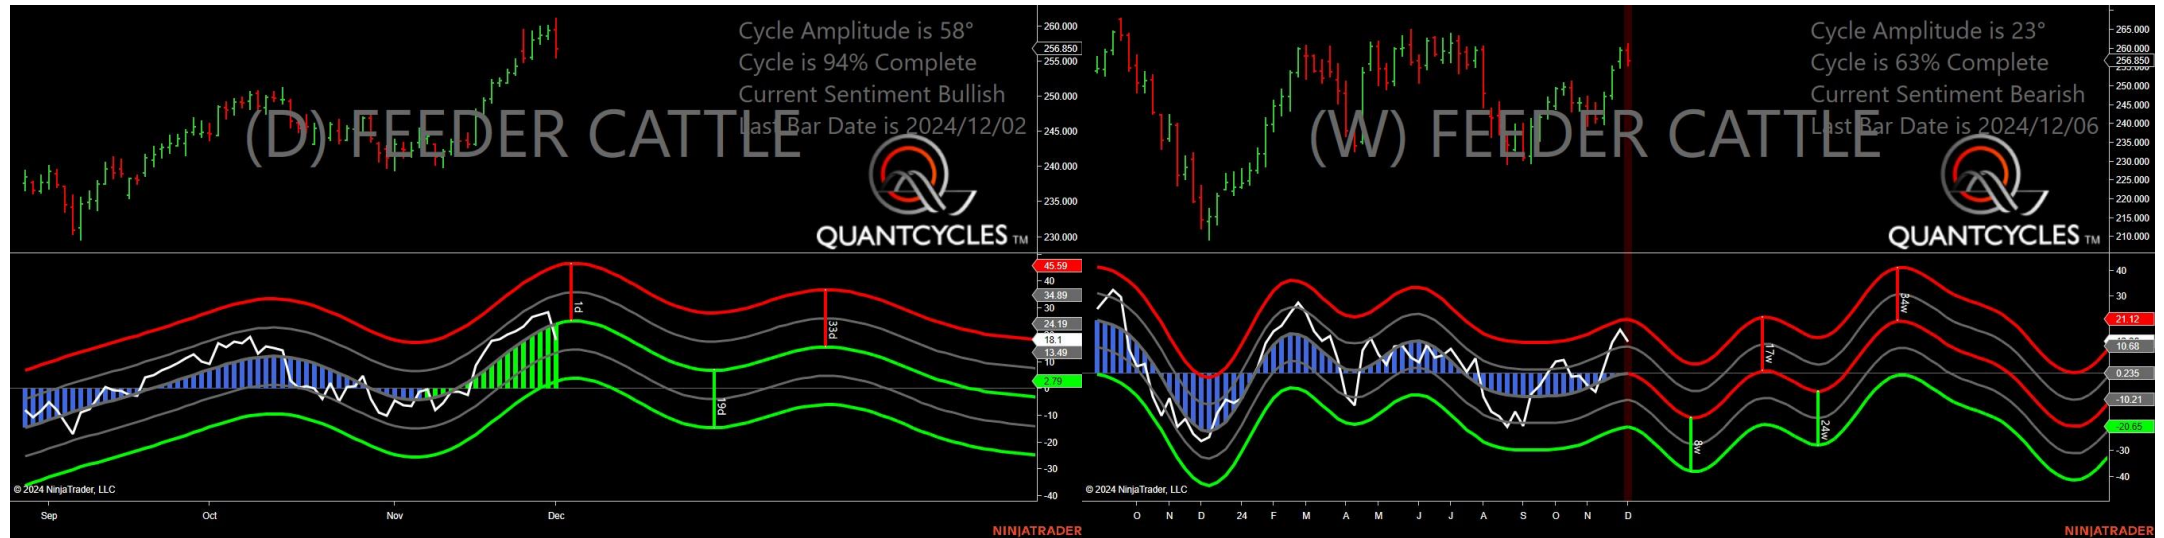 Cycle Amplitude is 58°
Cycle is 94% Complete
Current Sentiment Bullish
Last Bar Date is 2024/12/02
(D) FEEDER CATTLE
QUANTCYCLES TM
260.000
256.850
255.000
250.000
245.000
240.000
235.000
230.000
45.59
40
34.89
30
24.19
18.1
13.49
10
2.79
-10
-20
-30
-40
1d
19d
33d
© 2024 NinjaTrader, LLC
Sep Oct Nov Dec
NINJATRADER
Cycle Amplitude is 23°
Cycle is 63% Complete
Current Sentiment Bearish
Last Bar Date is 2024/12/06
(W) FEEDER CATTLE
QUANTCYCLES TM
265.000
260.000
256.850
250.000
245.000
240.000
235.000
230.000
225.000
220.000
215.000
210.000
40
30
21.12
10.68
0.235
-10.21
-20.65
-30
-40
8w
17w
24w
34w
© 2024 NinjaTrader, LLC
O N D 24 F M A M J J A S O N D
NINJATRADER